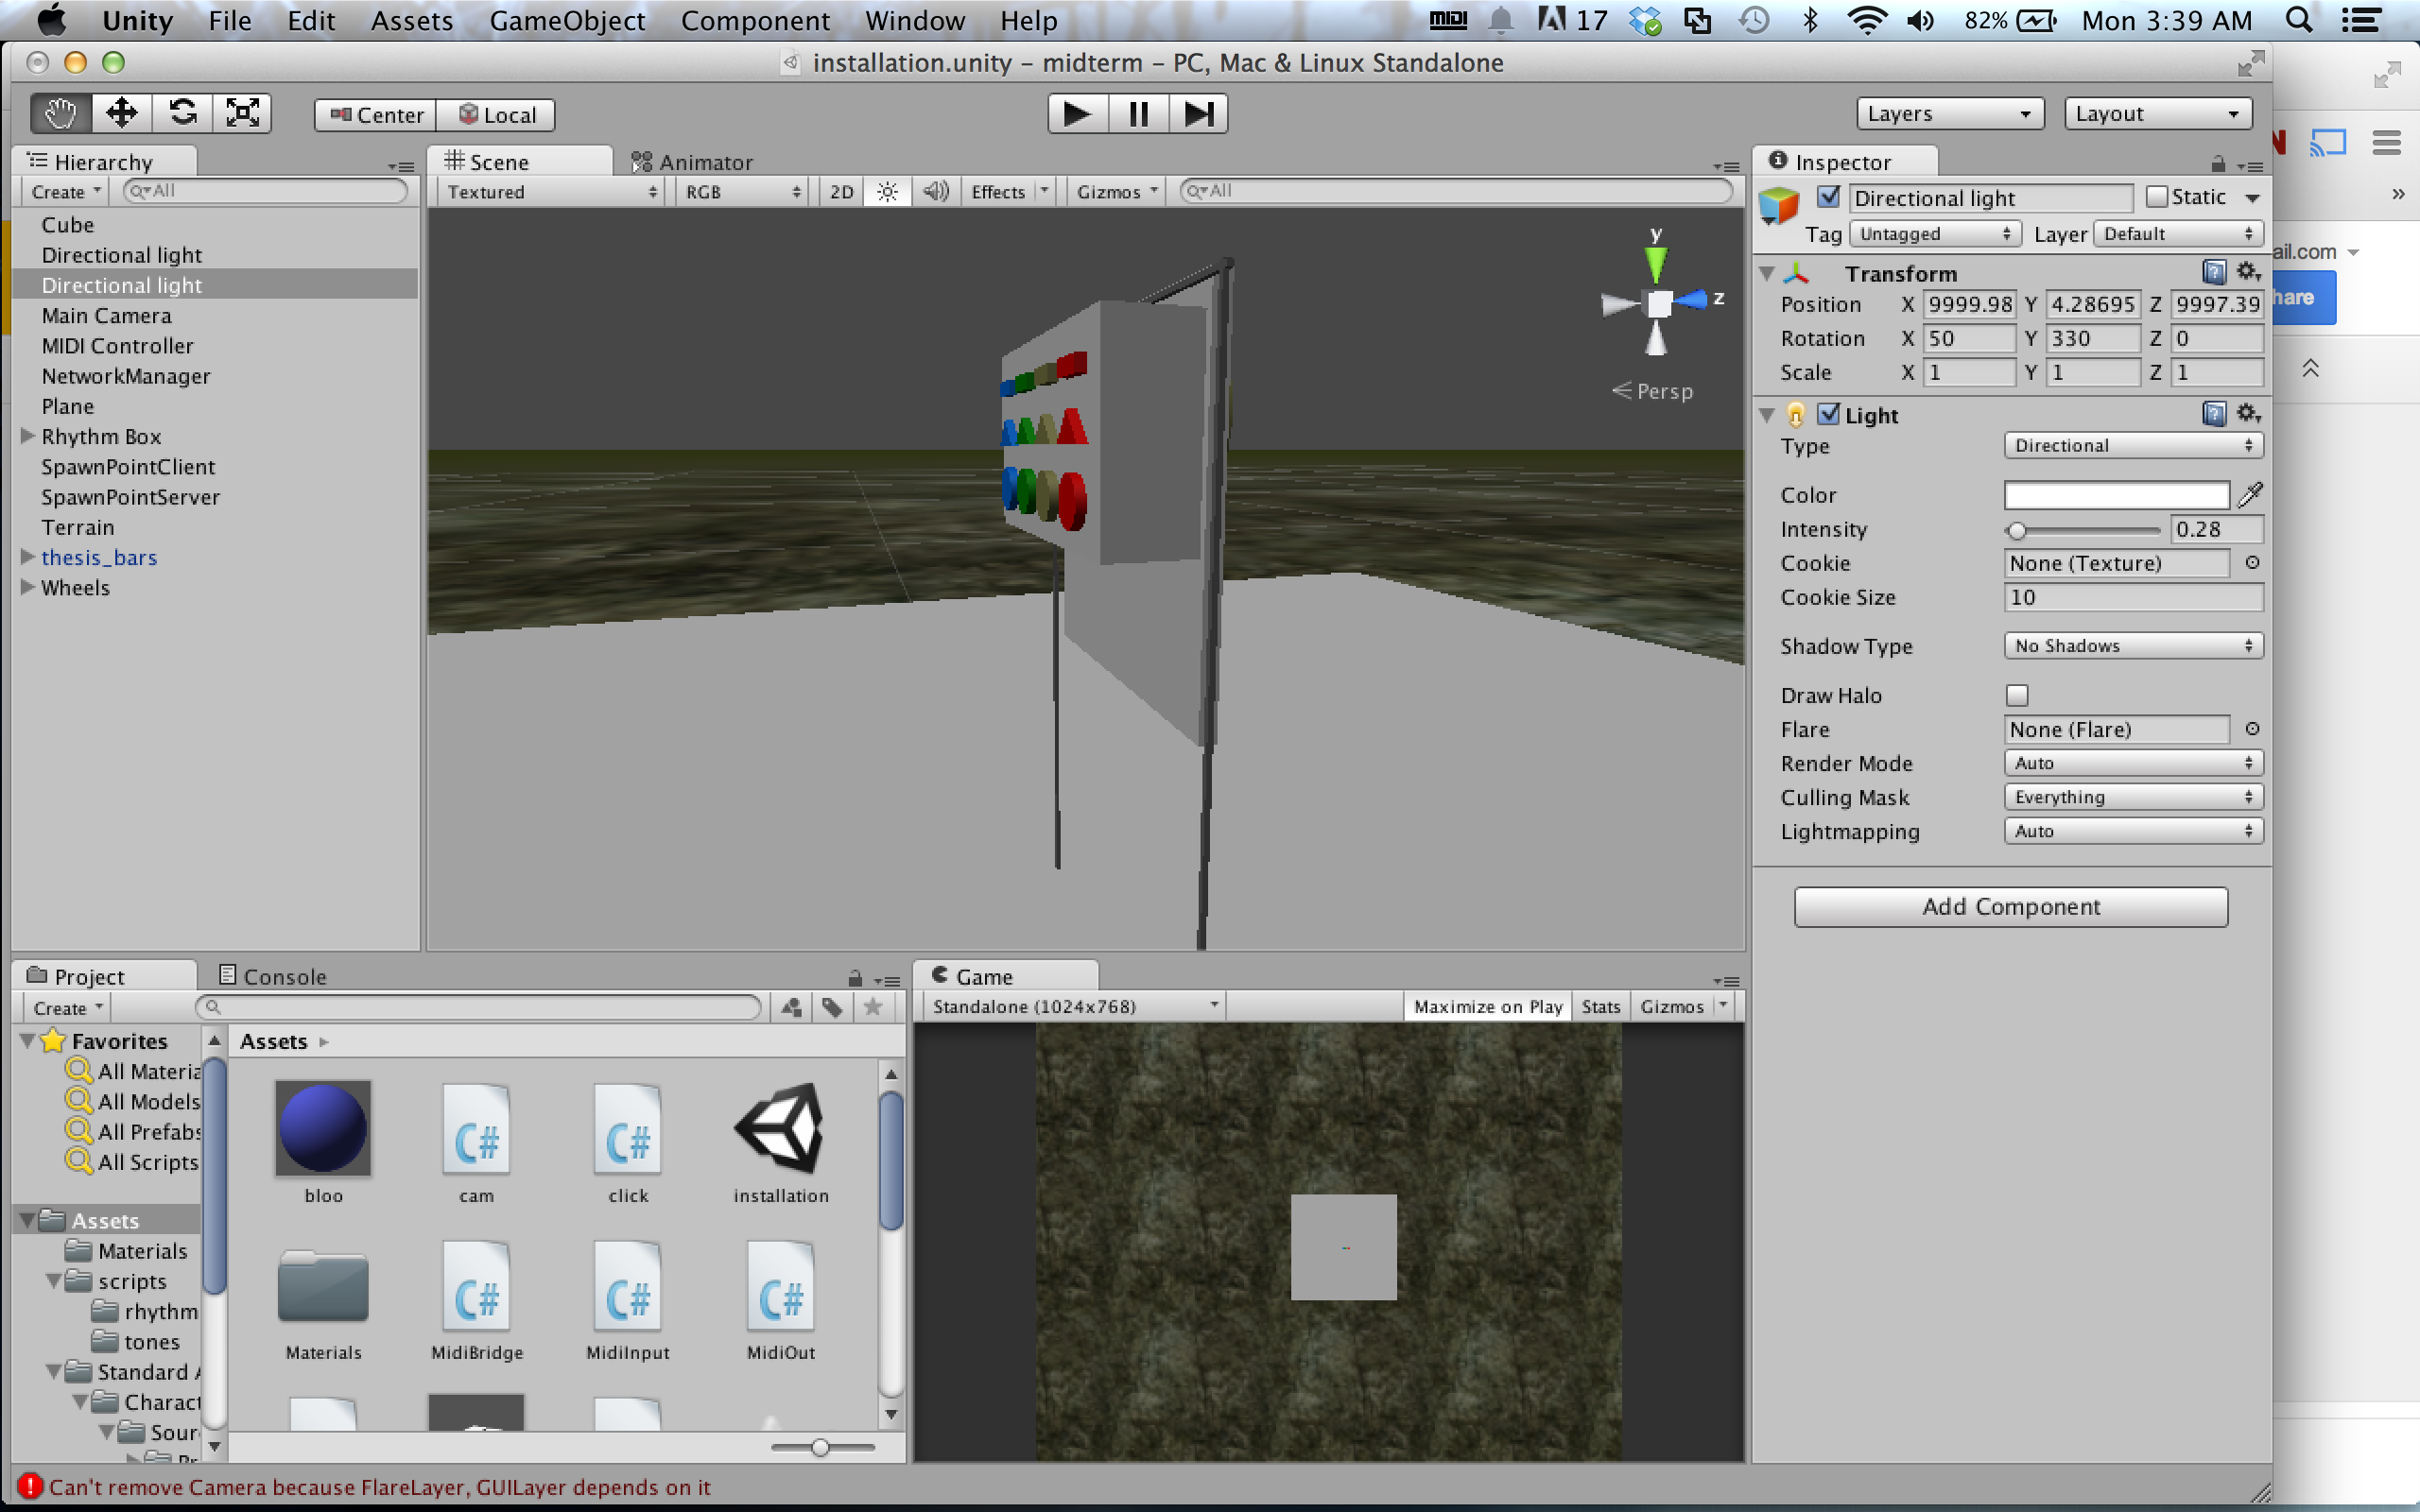 Unity File Edit Assets GameObject Component Window Help MIDI 17 82% Mon 3:39 AM
installation.unity – midterm – PC, Mac & Linux Standalone
Center Local Layers Layout
Hierarchy
Create All
Cube
Directional light
Directional light
Main Camera
MIDI Controller
NetworkManager
Plane
Rhythm Box
SpawnPointClient
SpawnPointServer
Terrain
thesis_bars
Wheels
Scene Animator
Textured RGB 2D Effects Gizmos All
y
z
Persp
Inspector
Directional light Static
Tag Untagged Layer Default
Transform
Position X 9999.98 Y 4.28695 Z 9997.39
Rotation X 50 Y 330 Z 0
Scale X 1 Y 1 Z 1
Light
Type Directional
Color
Intensity 0.28
Cookie None (Texture)
Cookie Size 10
Shadow Type No Shadows
Draw Halo
Flare None (Flare)
Render Mode Auto
Culling Mask Everything
Lightmapping Auto
Add Component
N
»
ail.com
hare
Project Console
Create
Favorites
All Materia
All Models
All Prefabs
All Scripts
Assets
Materials
scripts
rhythm
tones
Standard A
Charact
Sour
Pr
Assets
bloo cam click installation
C# C#
Materials MidiBridge MidiInput MidiOut
C# C# C#
Game
Standalone (1024x768) Maximize on Play Stats Gizmos
Can't remove Camera because FlareLayer, GUILayer depends on it